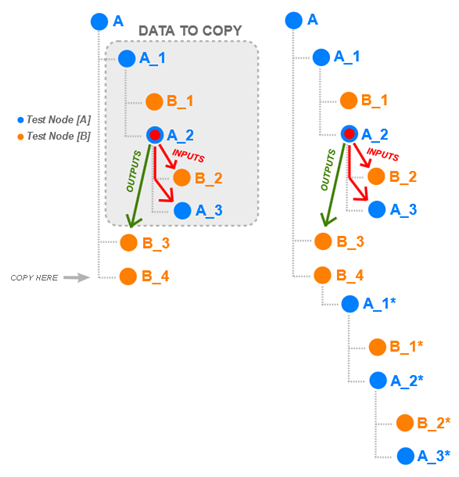 A
DATA TO COPY
A_1
B_1
Test Node [A]
Test Node [B]
A_2
OUTPUTS
INPUTS
B_2
A_3
B_3
COPY HERE
B_4
A
A_1
B_1
A_2
OUTPUTS
INPUTS
B_2
A_3
B_3
B_4
A_1*
B_1*
A_2*
B_2*
A_3*